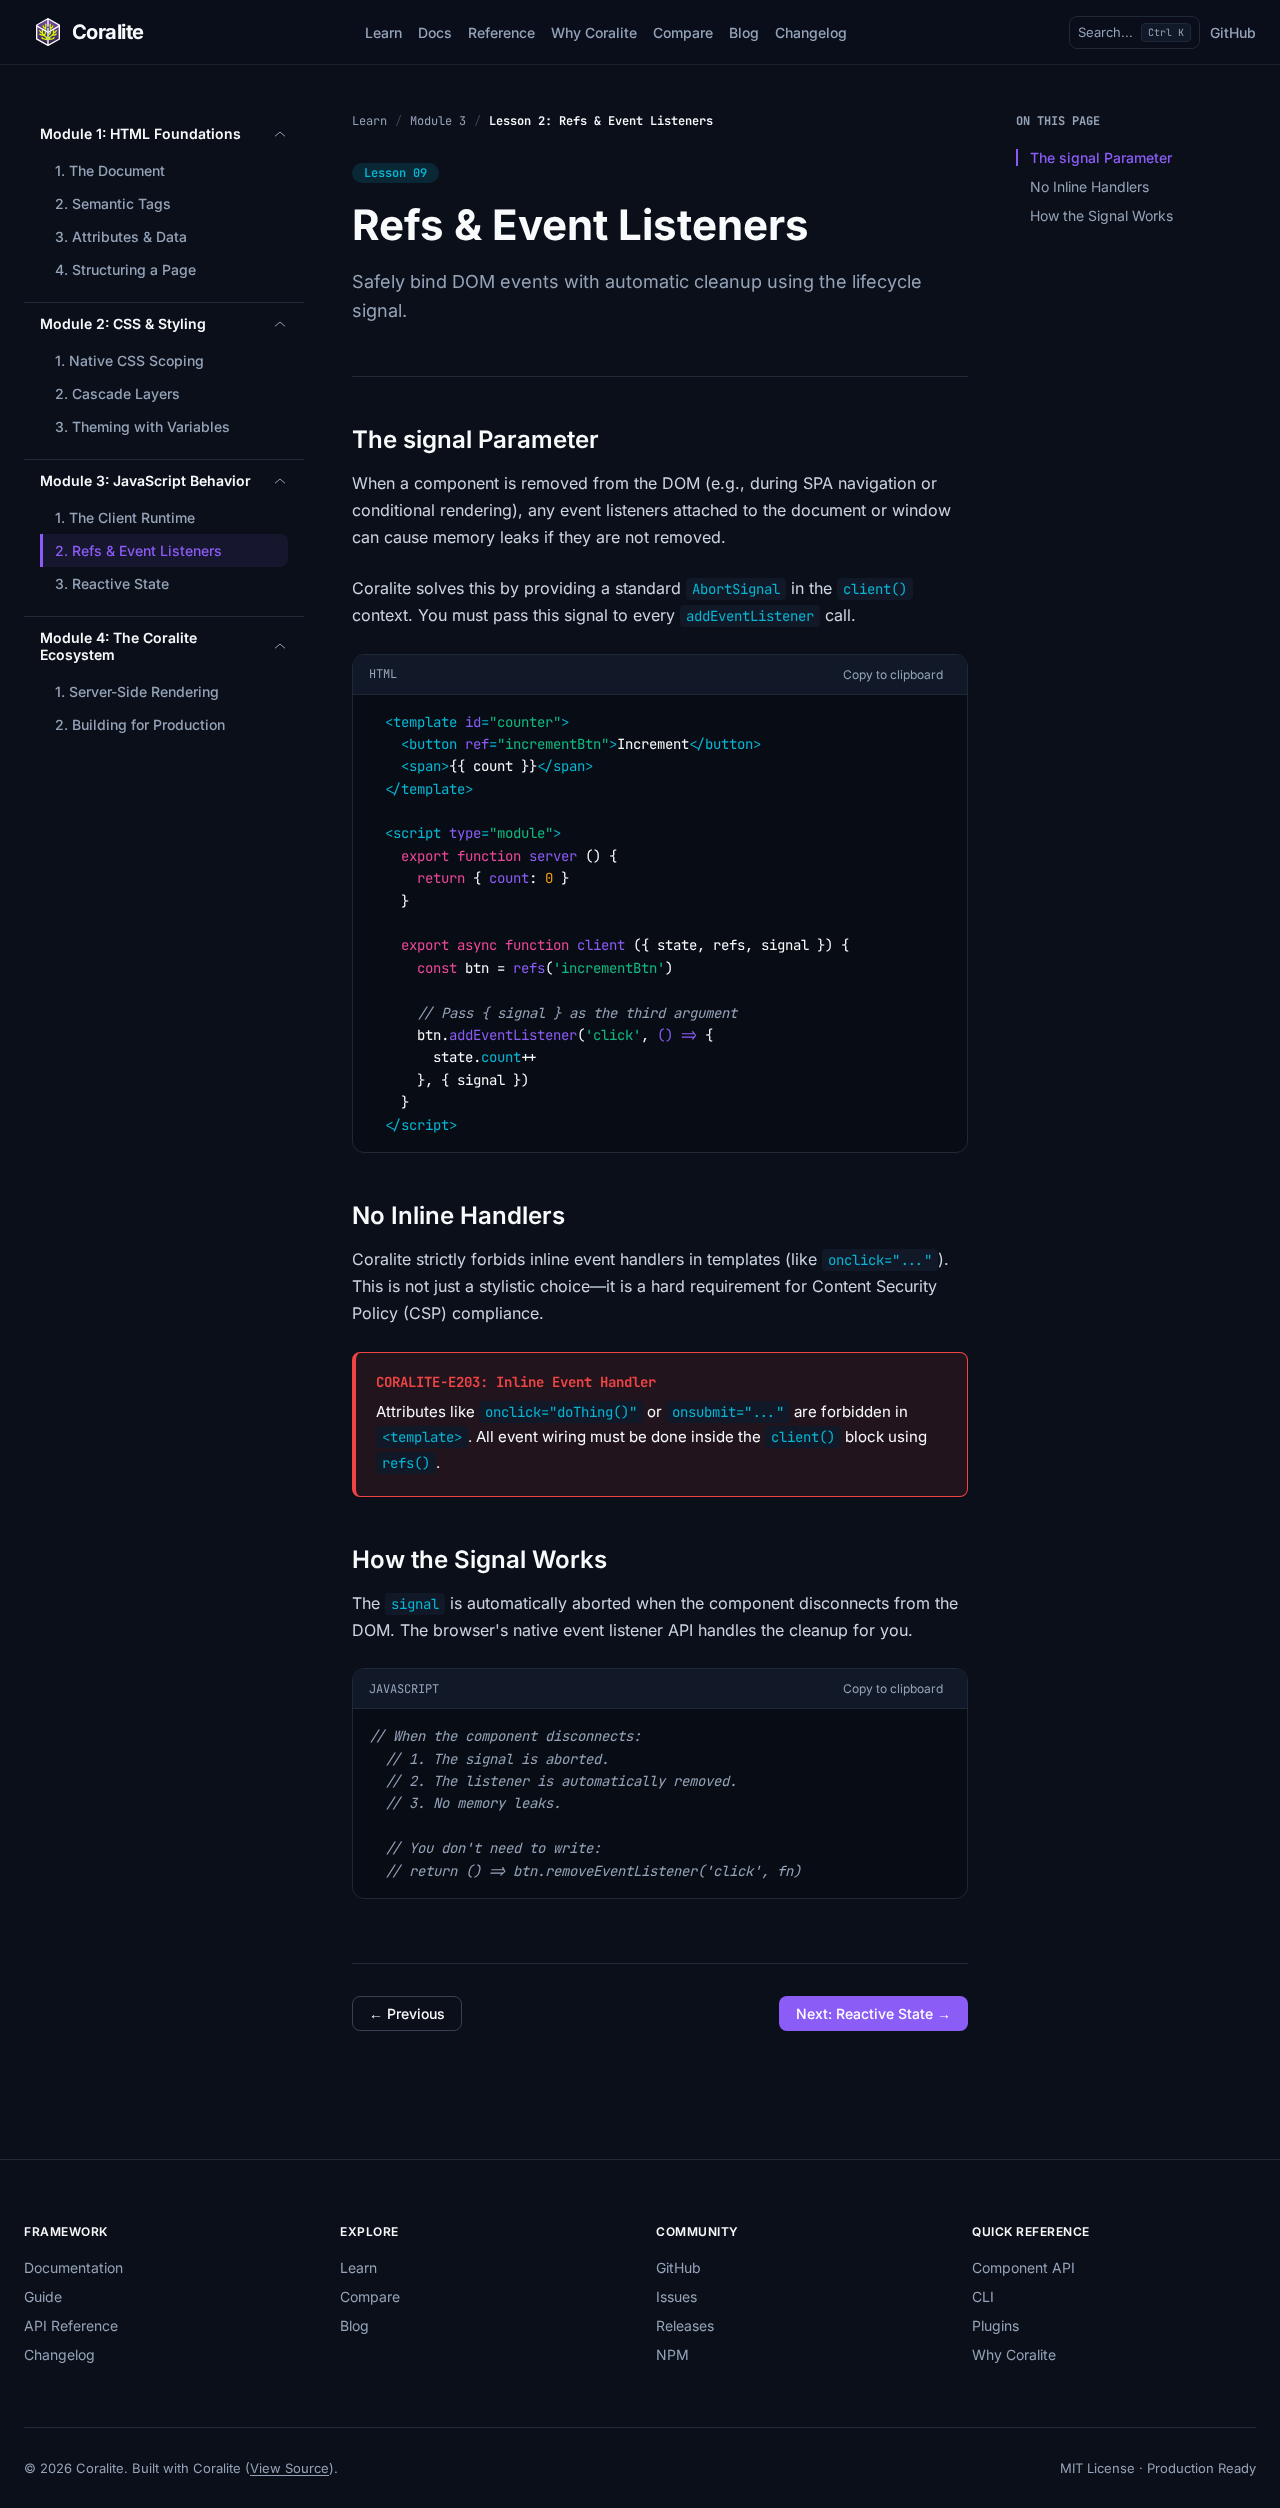 Coralite
Learn Docs Reference Why Coralite Compare Blog Changelog
Search... Ctrl K GitHub
Module 1: HTML Foundations
1. The Document
2. Semantic Tags
3. Attributes & Data
4. Structuring a Page
Module 2: CSS & Styling
1. Native CSS Scoping
2. Cascade Layers
3. Theming with Variables
Module 3: JavaScript Behavior
1. The Client Runtime
2. Refs & Event Listeners
3. Reactive State
Module 4: The Coralite
Ecosystem
1. Server-Side Rendering
2. Building for Production
Learn / Module 3 / Lesson 2: Refs & Event Listeners
Lesson 09
Refs & Event Listeners
Safely bind DOM events with automatic cleanup using the lifecycle
signal.
The signal Parameter
When a component is removed from the DOM (e.g., during SPA navigation or
conditional rendering), any event listeners attached to the document or window
can cause memory leaks if they are not removed.
Coralite solves this by providing a standard AbortSignal in the client()
context. You must pass this signal to every addEventListener call.
HTML Copy to clipboard
<template id="counter">
<button ref="incrementBtn">Increment</button>
<span>{{ count }}</span>
</template>
<script type="module">
export function server () {
return { count: 0 }
}
export async function client ({ state, refs, signal }) {
const btn = refs('incrementBtn')
// Pass { signal } as the third argument
btn.addEventListener('click', () => {
state.count++
}, { signal })
}
</script>
No Inline Handlers
Coralite strictly forbids inline event handlers in templates (like onclick="..." ).
This is not just a stylistic choice—it is a hard requirement for Content Security
Policy (CSP) compliance.
CORALITE-E203: Inline Event Handler
Attributes like onclick="doThing()" or onsubmit="..." are forbidden in
<template> . All event wiring must be done inside the client() block using
refs() .
How the Signal Works
The signal is automatically aborted when the component disconnects from the
DOM. The browser's native event listener API handles the cleanup for you.
JAVASCRIPT Copy to clipboard
// When the component disconnects:
// 1. The signal is aborted.
// 2. The listener is automatically removed.
// 3. No memory leaks.
// You don't need to write:
// return () => btn.removeEventListener('click', fn)
← Previous
Next: Reactive State →
ON THIS PAGE
The signal Parameter
No Inline Handlers
How the Signal Works
FRAMEWORK
Documentation
Guide
API Reference
Changelog
EXPLORE
Learn
Compare
Blog
COMMUNITY
GitHub
Issues
Releases
NPM
QUICK REFERENCE
Component API
CLI
Plugins
Why Coralite
© 2026 Coralite. Built with Coralite (View Source).
MIT License · Production Ready